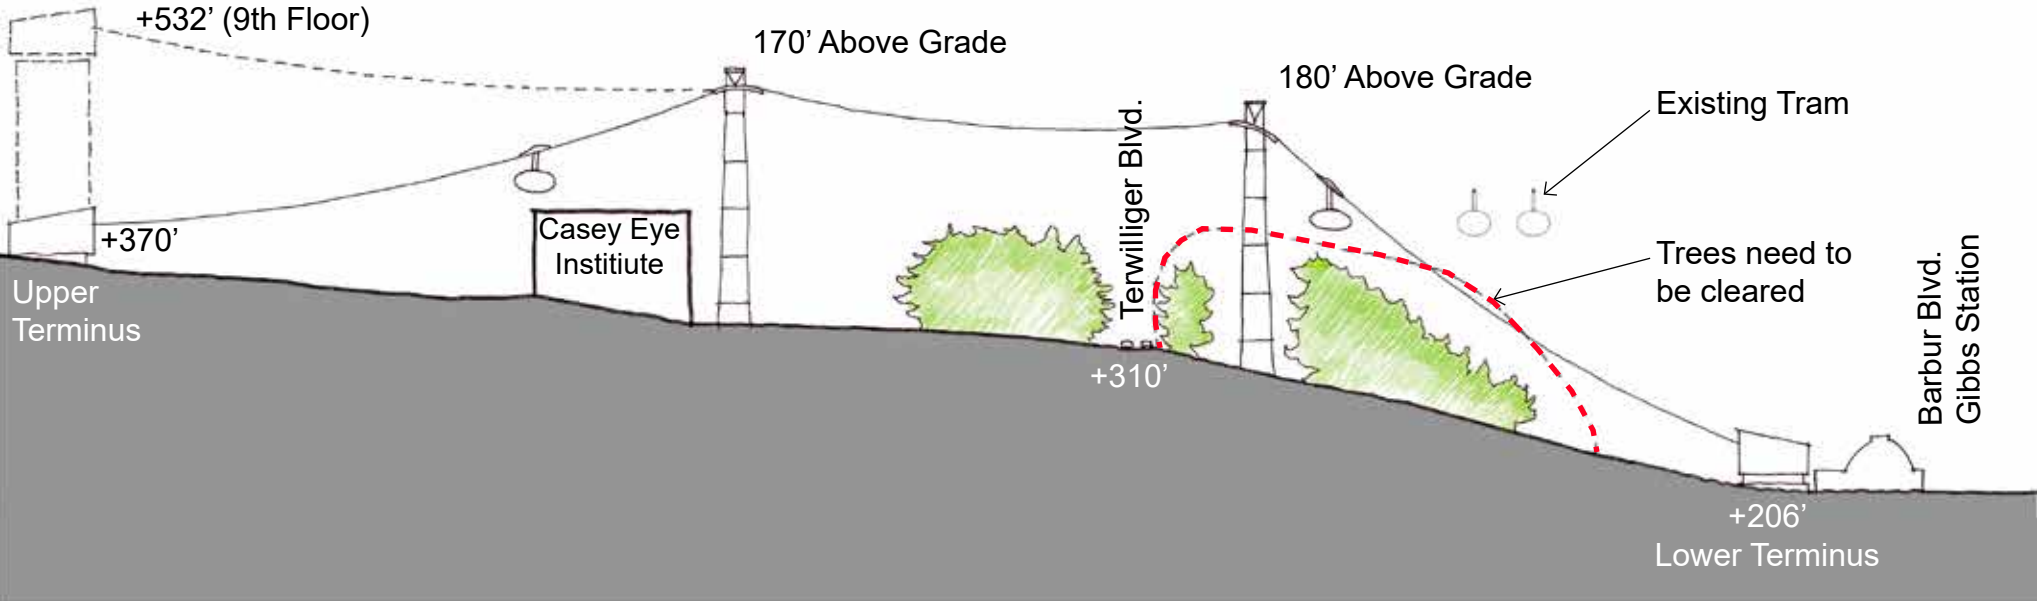 +532’ (9th Floor)
170’ Above Grade
180’ Above Grade
Existing Tram
Terwilliger Blvd.
Casey Eye
Institiute
+370’
Upper
Terminus
Trees need to
be cleared
Barbur Blvd.
Gibbs Station
+310’
+206’
Lower Terminus